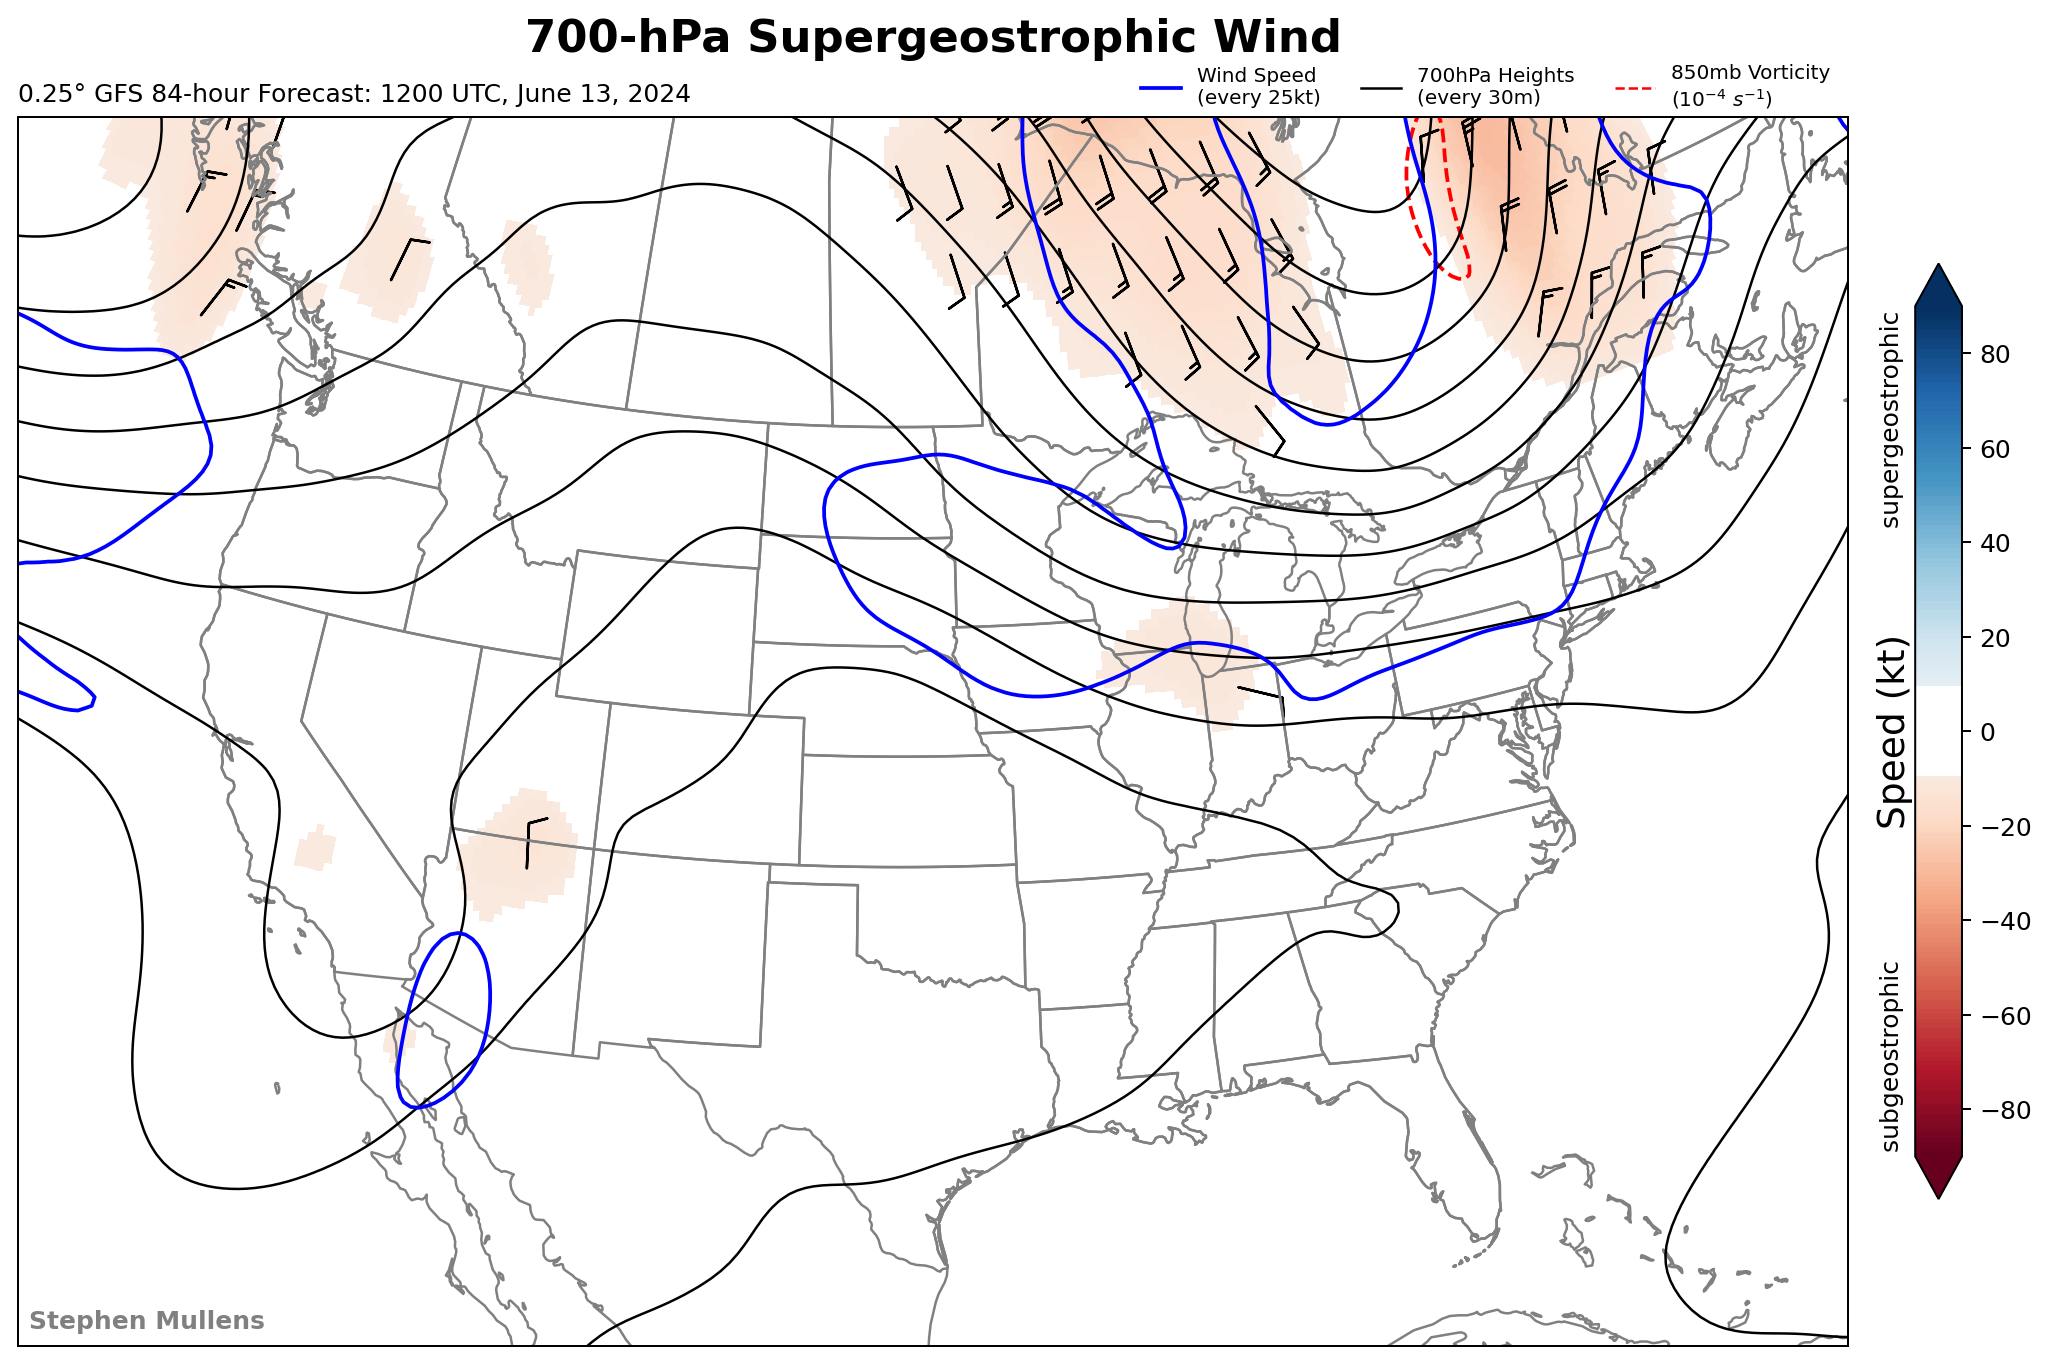 700-hPa Supergeostrophic Wind
0.25° GFS 84-hour Forecast: 1200 UTC, June 13, 2024
Wind Speed
(every 25kt)
700hPa Heights
(every 30m)
850mb Vorticity
(10⁻⁴ s⁻¹)
supergeostrophic
Speed (kt)
subgeostrophic
80
60
40
20
0
−20
−40
−60
−80
Stephen Mullens